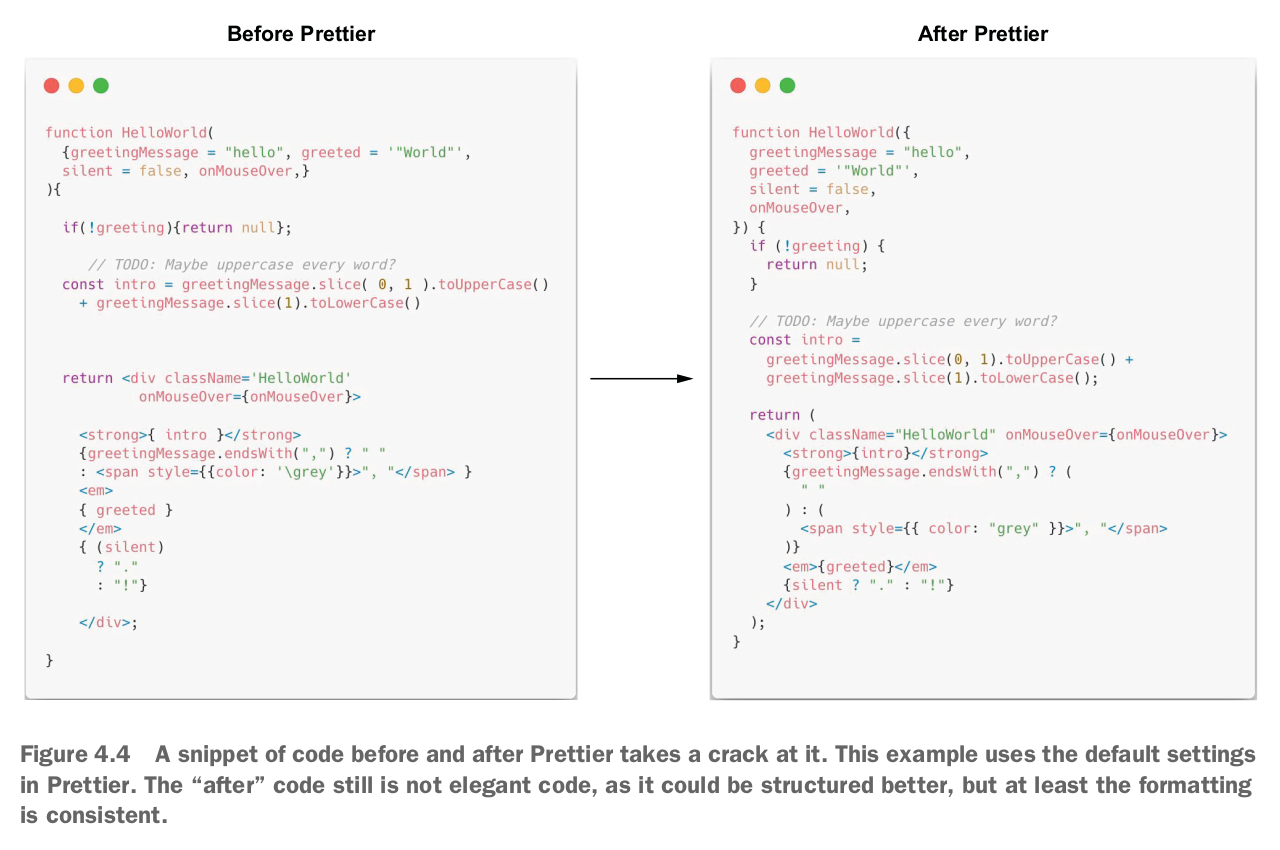 Before Prettier
function HelloWorld(
  {greetingMessage = "hello", greeted = '"World"',
  silent = false, onMouseOver,}
){
  if(!greeting){return null};
     // TODO: Maybe uppercase every word?
  const intro = greetingMessage.slice( 0, 1 ).toUpperCase()
    + greetingMessage.slice(1).toLowerCase()
  return <div className='HelloWorld'
           onMouseOver={onMouseOver}>
    <strong>{ intro }</strong>
    {greetingMessage.endsWith(",") ? " "
    : <span style={{color: '\grey'}}>", "</span> }
    <em>
    { greeted }
    </em>
    { (silent)
      ? "."
      : "!"}
    </div>;
}
After Prettier
function HelloWorld({
  greetingMessage = "hello",
  greeted = '"World"',
  silent = false,
  onMouseOver,
}) {
  if (!greeting) {
    return null;
  }
  // TODO: Maybe uppercase every word?
  const intro =
    greetingMessage.slice(0, 1).toUpperCase() +
    greetingMessage.slice(1).toLowerCase();
  return (
    <div className="HelloWorld" onMouseOver={onMouseOver}>
      <strong>{intro}</strong>
      {greetingMessage.endsWith(",") ? (
        " "
      ) : (
        <span style={{ color: "grey" }}>", "</span>
      )}
      <em>{greeted}</em>
      {silent ? "." : "!"}
    </div>
  );
}
Figure 4.4 A snippet of code before and after Prettier takes a crack at it. This example uses the default settings
in Prettier. The “after” code still is not elegant code, as it could be structured better, but at least the formatting
is consistent.